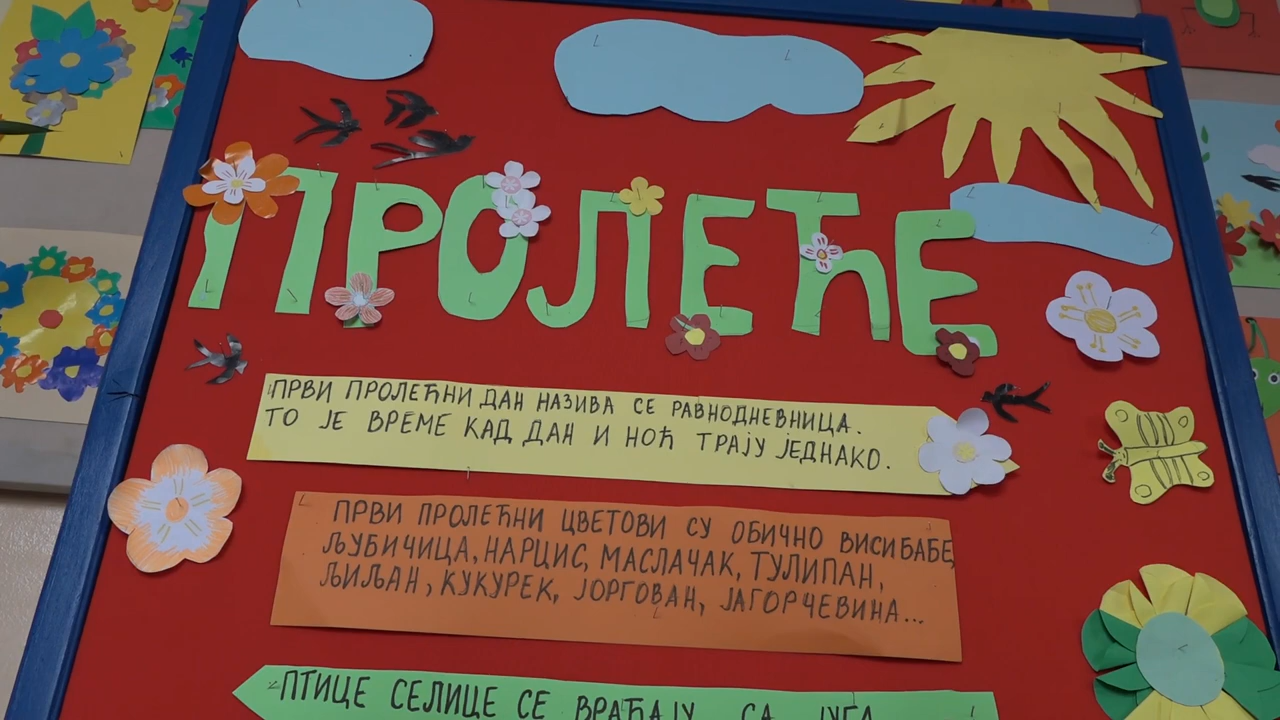 ПРОЛЕЋЕ
ПРВИ ПРОЛЕЋНИ ДАН НАЗИВА СЕ РАВНОДНЕВНИЦА.
ТО ЈЕ ВРЕМЕ КАД ДАН И НОЋ ТРАЈУ ЈЕДНАКО.
ПРВИ ПРОЛЕЋНИ ЦВЕТОВИ СУ ОБИЧНО ВИСИБАБЕ,
ЉУБИЧИЦА, НАРЦИС, МАСЛАЧАК, ТУЛИПАН,
ЉИЉАН, КУКУРЕК, ЈОРГОВАН, ЈАГОРЧЕВИНА...
ПТИЦЕ СЕЛИЦЕ СЕ ВРАЋАЈУ СА ЈУГА